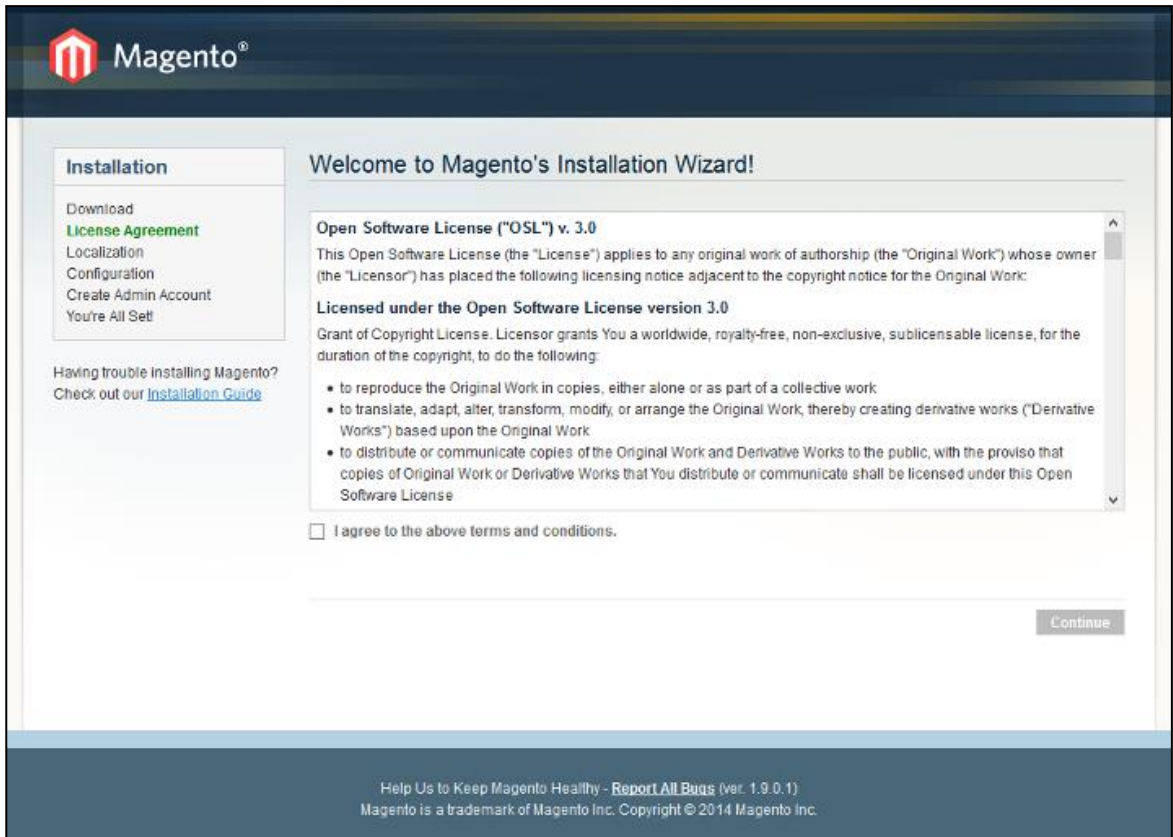 Magento®
Installation
Download
License Agreement
Localization
Configuration
Create Admin Account
You're All Set!
Having trouble installing Magento?
Check out our Installation Guide
Welcome to Magento's Installation Wizard!
Open Software License ("OSL") v. 3.0
This Open Software License (the "License") applies to any original work of authorship (the "Original Work") whose owner
(the "Licensor") has placed the following licensing notice adjacent to the copyright notice for the Original Work:
Licensed under the Open Software License version 3.0
Grant of Copyright License. Licensor grants You a worldwide, royalty-free, non-exclusive, sublicensable license, for the
duration of the copyright, to do the following:
• to reproduce the Original Work in copies, either alone or as part of a collective work
• to translate, adapt, alter, transform, modify, or arrange the Original Work, thereby creating derivative works ("Derivative
Works") based upon the Original Work
• to distribute or communicate copies of the Original Work and Derivative Works to the public, with the proviso that
copies of Original Work or Derivative Works that You distribute or communicate shall be licensed under this Open
Software License
I agree to the above terms and conditions.
Continue
Help Us to Keep Magento Healthy - Report All Bugs (ver. 1.9.0.1)
Magento is a trademark of Magento Inc. Copyright © 2014 Magento Inc.